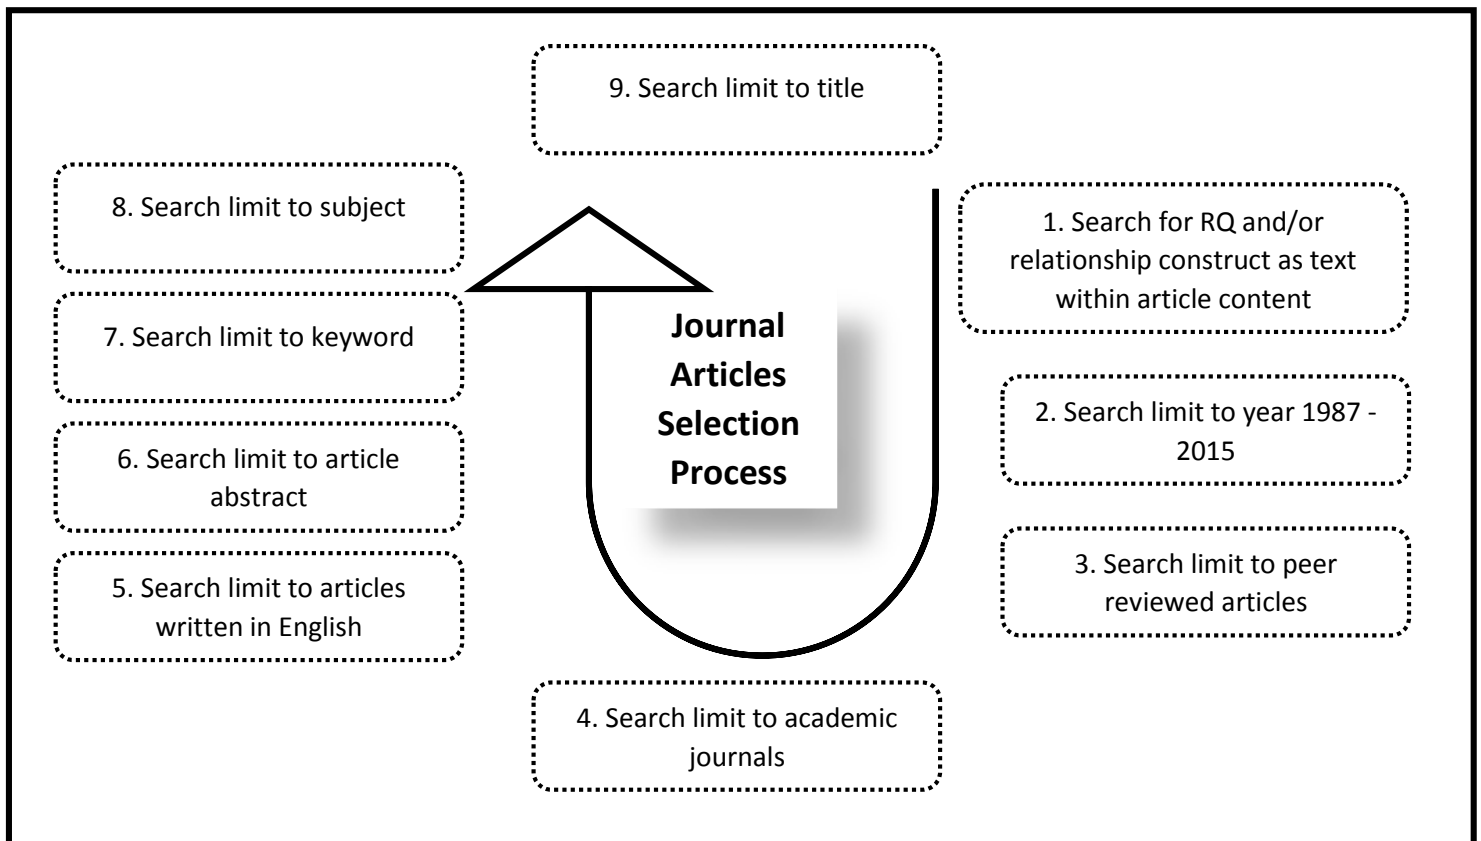 9. Search limit to title
8. Search limit to subject
1. Search for RQ and/or
relationship construct as text
within article content
7. Search limit to keyword
Journal
Articles
Selection
Process
2. Search limit to year 1987 -
2015
6. Search limit to article
abstract
3. Search limit to peer
reviewed articles
5. Search limit to articles
written in English
4. Search limit to academic
journals